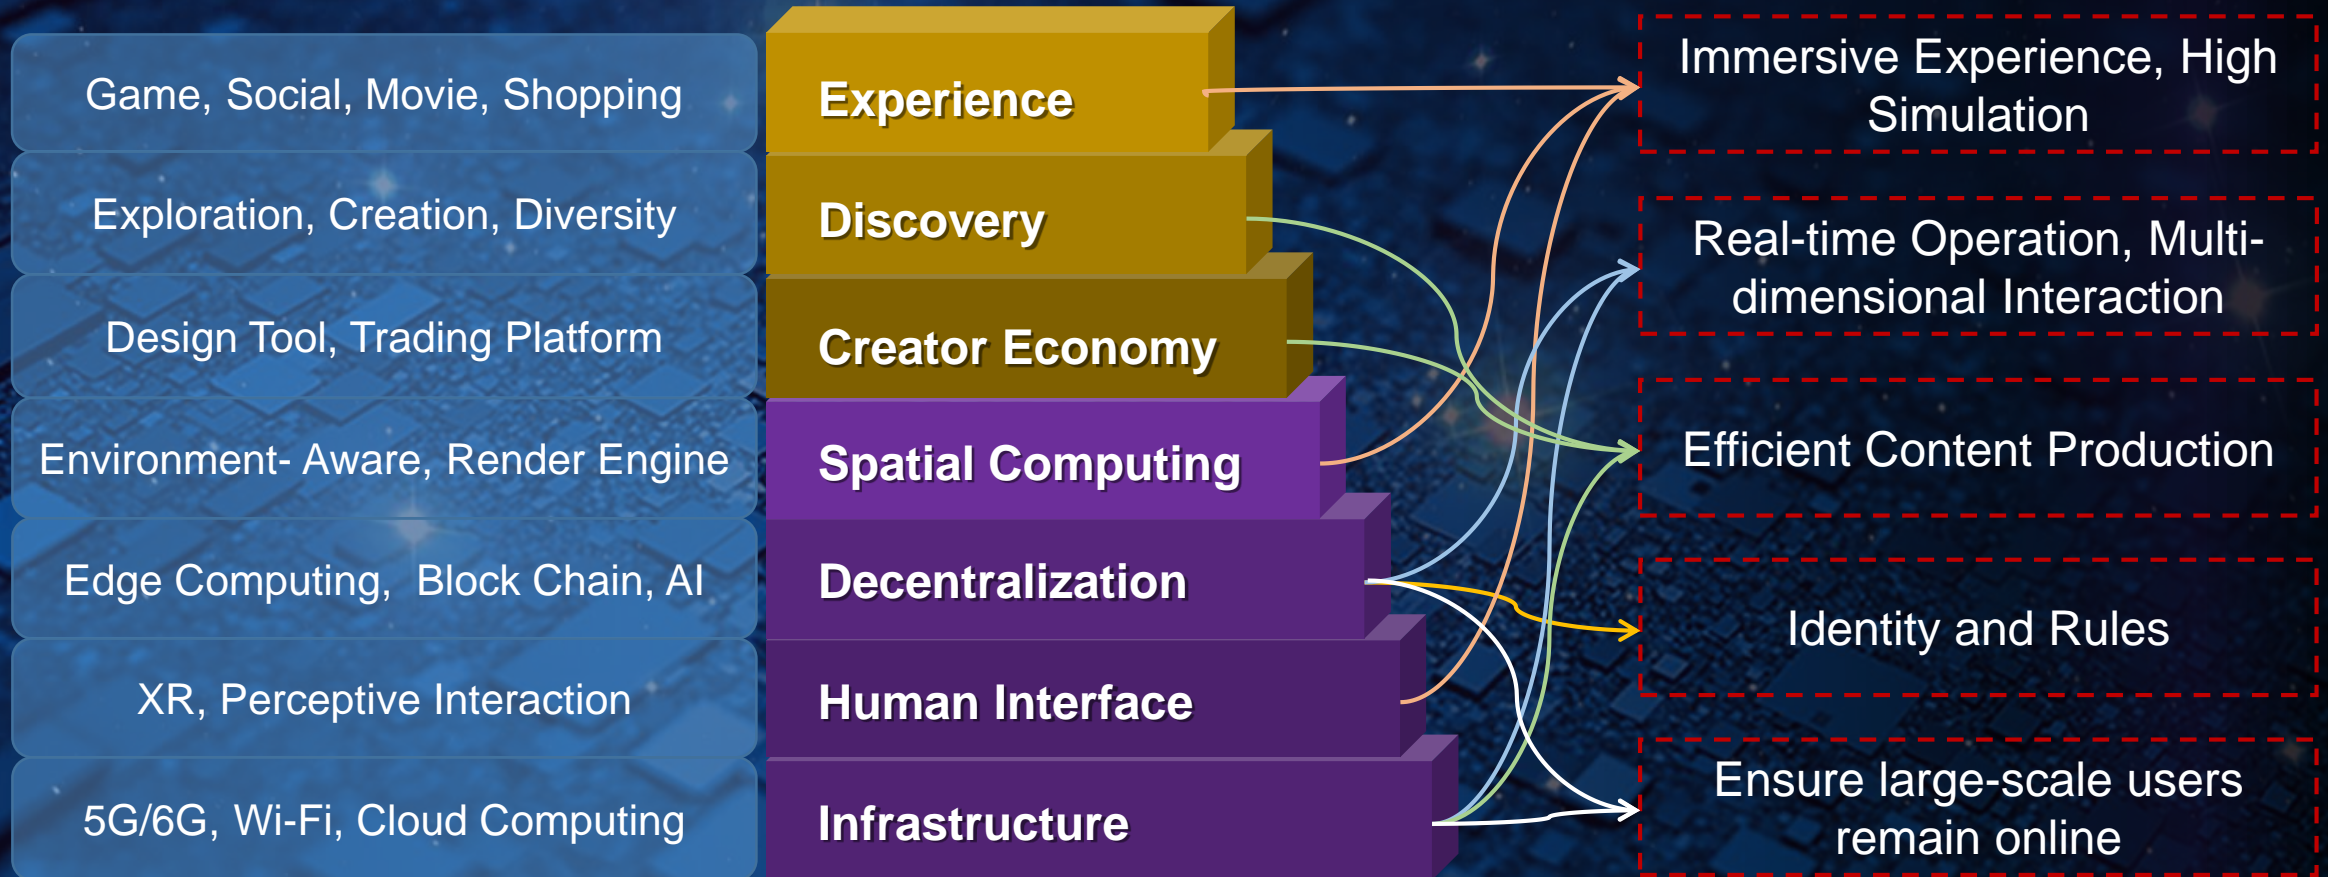 Game, Social, Movie, Shopping
Exploration, Creation, Diversity
Design Tool, Trading Platform
Environment- Aware, Render Engine
Edge Computing,  Block Chain, AI
XR, Perceptive Interaction
5G/6G, Wi-Fi, Cloud Computing
Experience
Discovery
Creator Economy
Spatial Computing
Decentralization
Human Interface
Infrastructure
Immersive Experience, High
Simulation
Real-time Operation, Multi-
dimensional Interaction
Efficient Content Production
Identity and Rules
Ensure large-scale users
remain online